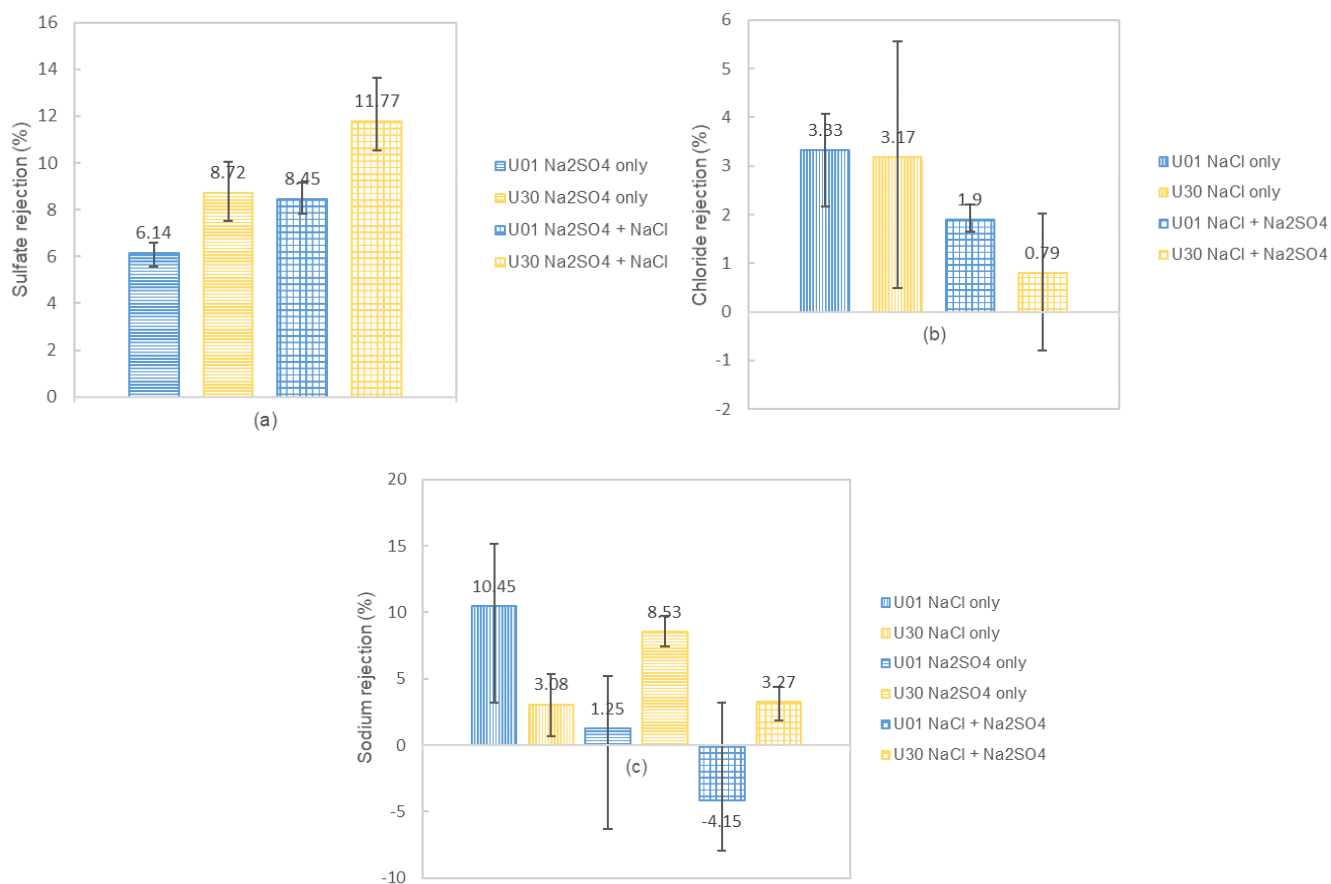 16
14
12
10
8
6
4
2
0
Sulfate rejection (%)
6.14
8.72
8.45
11.77
(a)
U01 Na2SO4 only
U30 Na2SO4 only
U01 Na2SO4 + NaCl
U30 Na2SO4 + NaCl
6
5
4
3
2
1
0
-1
-2
Chloride rejection (%)
3.33
3.17
1.9
0.79
(b)
U01 NaCl only
U30 NaCl only
U01 NaCl + Na2SO4
U30 NaCl + Na2SO4
20
15
10
5
0
-5
-10
Sodium rejection (%)
10.45
3.08
1.25
8.53
-4.15
3.27
(c)
U01 NaCl only
U30 NaCl only
U01 Na2SO4 only
U30 Na2SO4 only
U01 NaCl + Na2SO4
U30 NaCl + Na2SO4